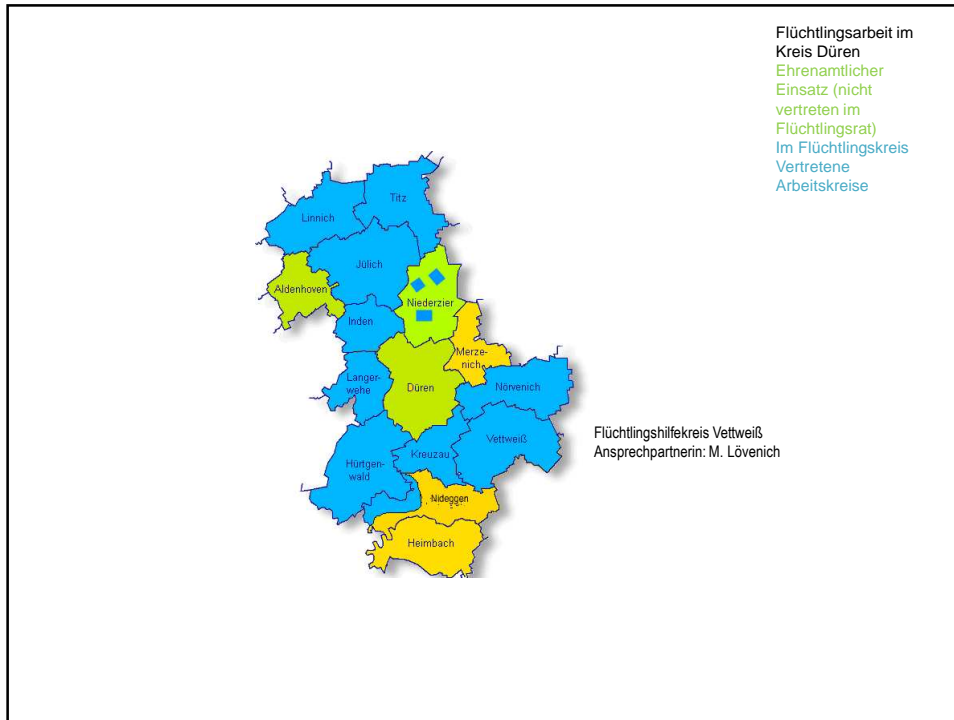 Flüchtlingsarbeit im
Kreis Düren
Ehrenamtlicher
Einsatz (nicht
vertreten im
Flüchtlingsrat)
Im Flüchtlingskreis
Vertretene
Arbeitskreise
Titz
Linnich
Jülich
Aldenhoven
Niederzier
Inden
Merze-
nich
Langer-
wehe
Düren
Nörvenich
Flüchtlingshilfekreis Vettweiß
Ansprechpartnerin: M. Lövenich
Vettweiß
Kreuzau
Hürtgen-
wald
Nideggen
Heimbach